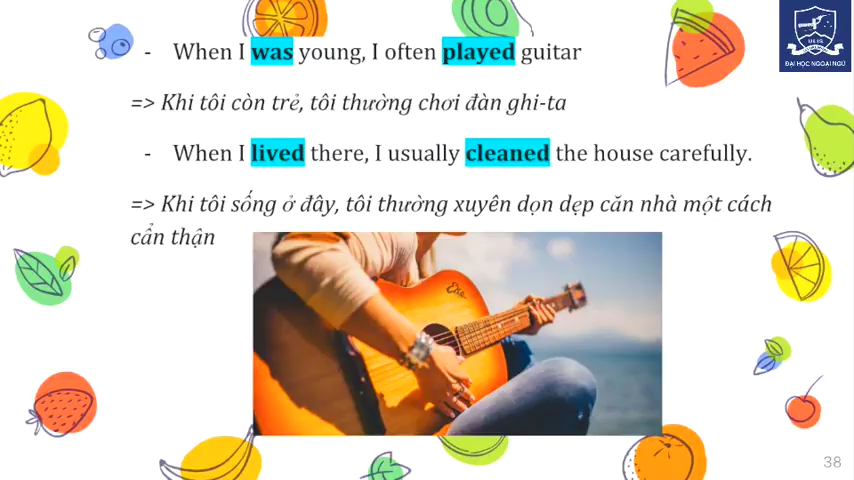 - When I was young, I often played guitar
=> Khi tôi còn trẻ, tôi thường chơi đàn ghi-ta
- When I lived there, I usually cleaned the house carefully.
=> Khi tôi sống ở đây, tôi thường xuyên dọn dẹp căn nhà một cách
cẩn thận
ULIS
ĐẠI HỌC NGOẠI NGỮ
38